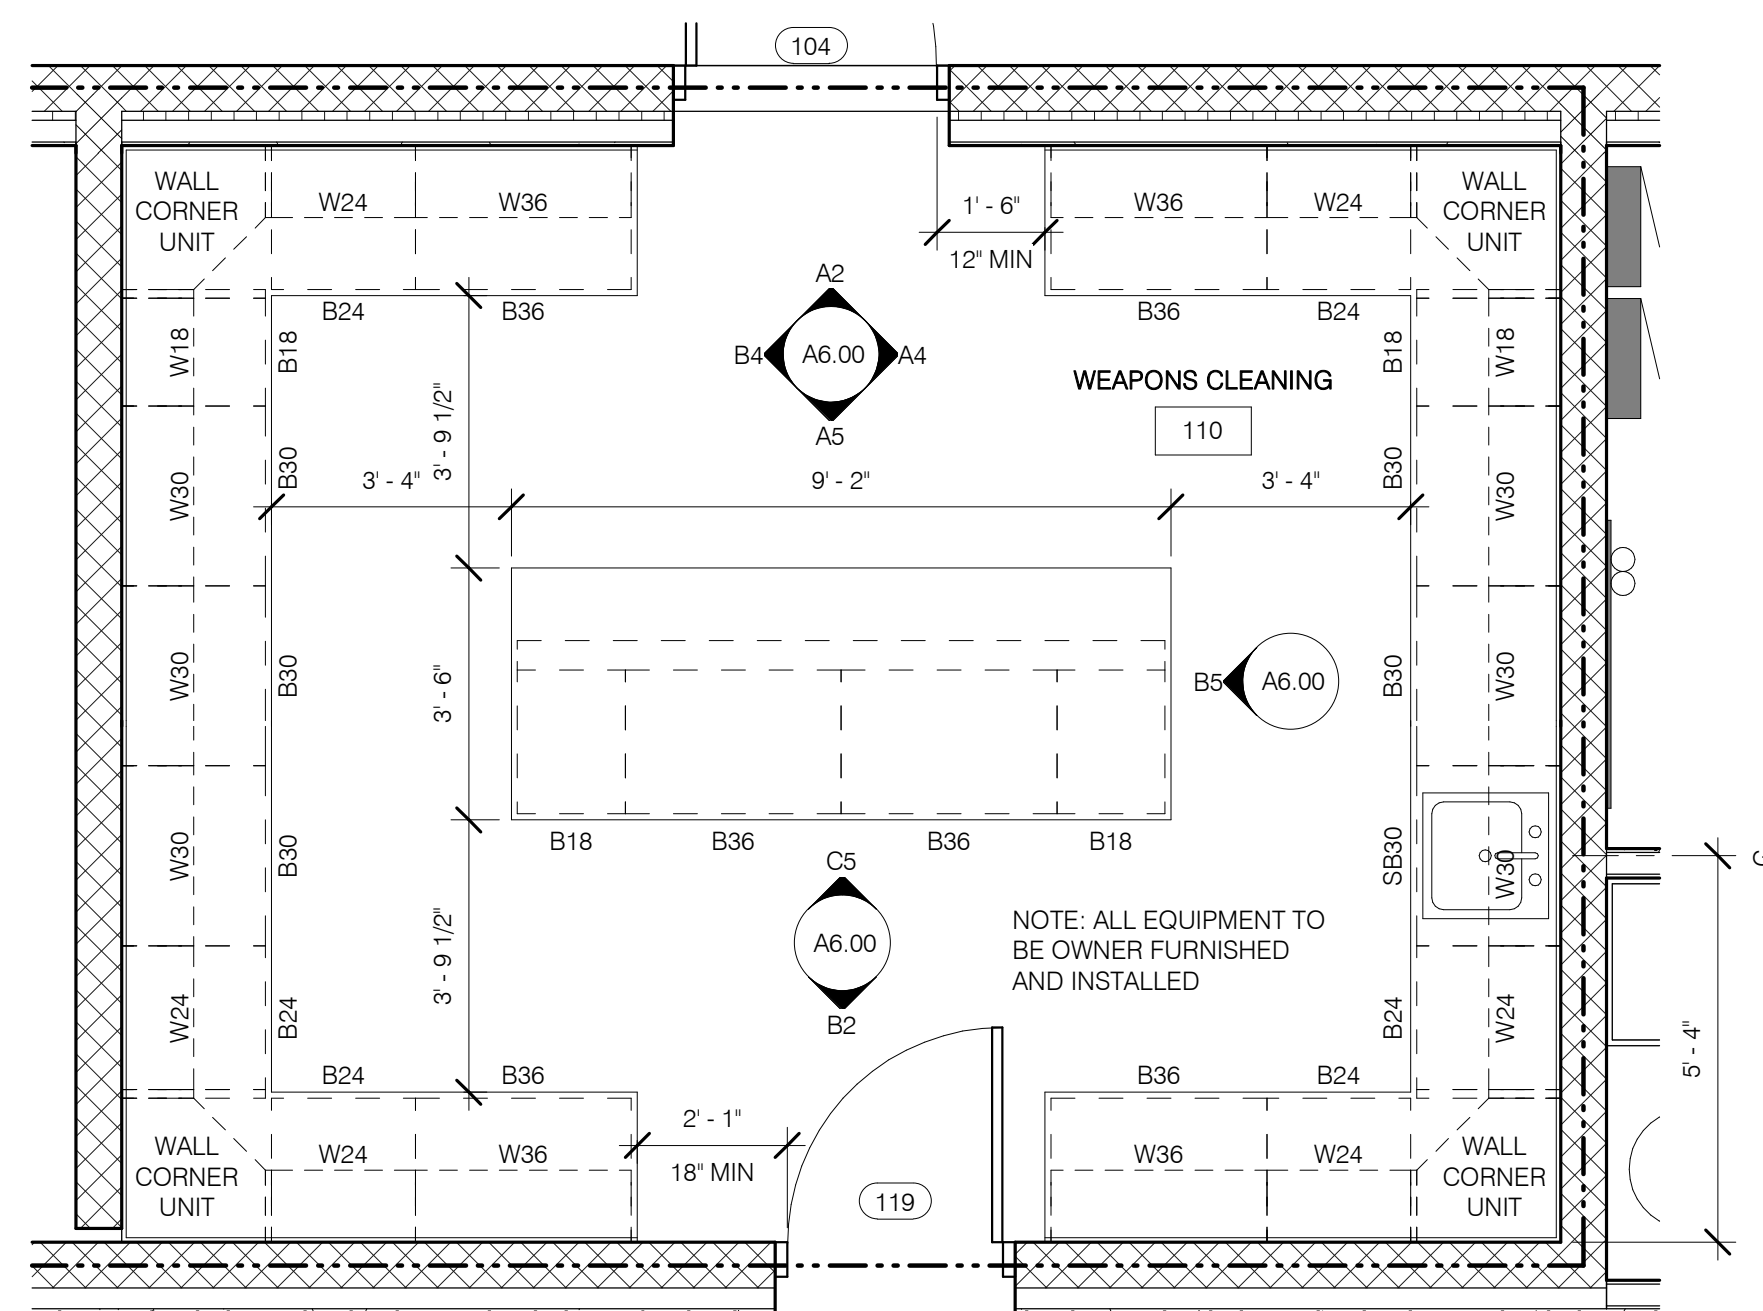 104
WALL
CORNER
UNIT
W24
W36
1' - 6"
12" MIN
W36
W24
WALL
CORNER
UNIT
B24
B36
A2
B4
A6.00
A4
A5
B36
B24
W18
B18
B18
W18
WEAPONS CLEANING
110
3' - 9 1/2"
W30
B30
3' - 4"
9' - 2"
3' - 4"
B30
W30
W30
B30
3' - 6"
B5
A6.00
B30
W30
W30
B30
B18
B36
B36
B18
SB30
W30
C5
A6.00
B2
3' - 9 1/2"
NOTE: ALL EQUIPMENT TO
BE OWNER FURNISHED
AND INSTALLED
W24
B24
B24
W24
5' - 4"
B24
B36
B36
B24
2' - 1"
18" MIN
WALL
CORNER
UNIT
W24
W36
119
W36
W24
WALL
CORNER
UNIT